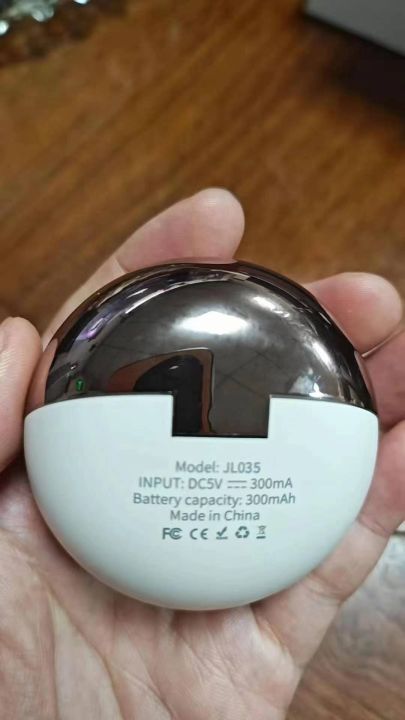 Model: JL035
INPUT: DC5V ⎓ 300mA
Battery capacity: 300mAh
Made in China
FC CE